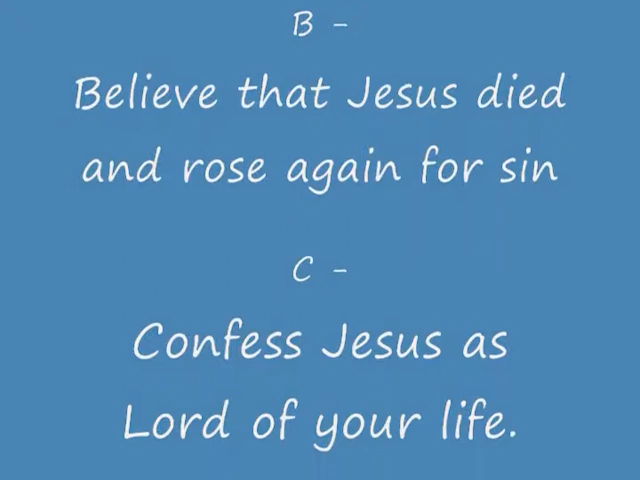 B -
Believe that Jesus died
and rose again for sin
C -
Confess Jesus as
Lord of your life.